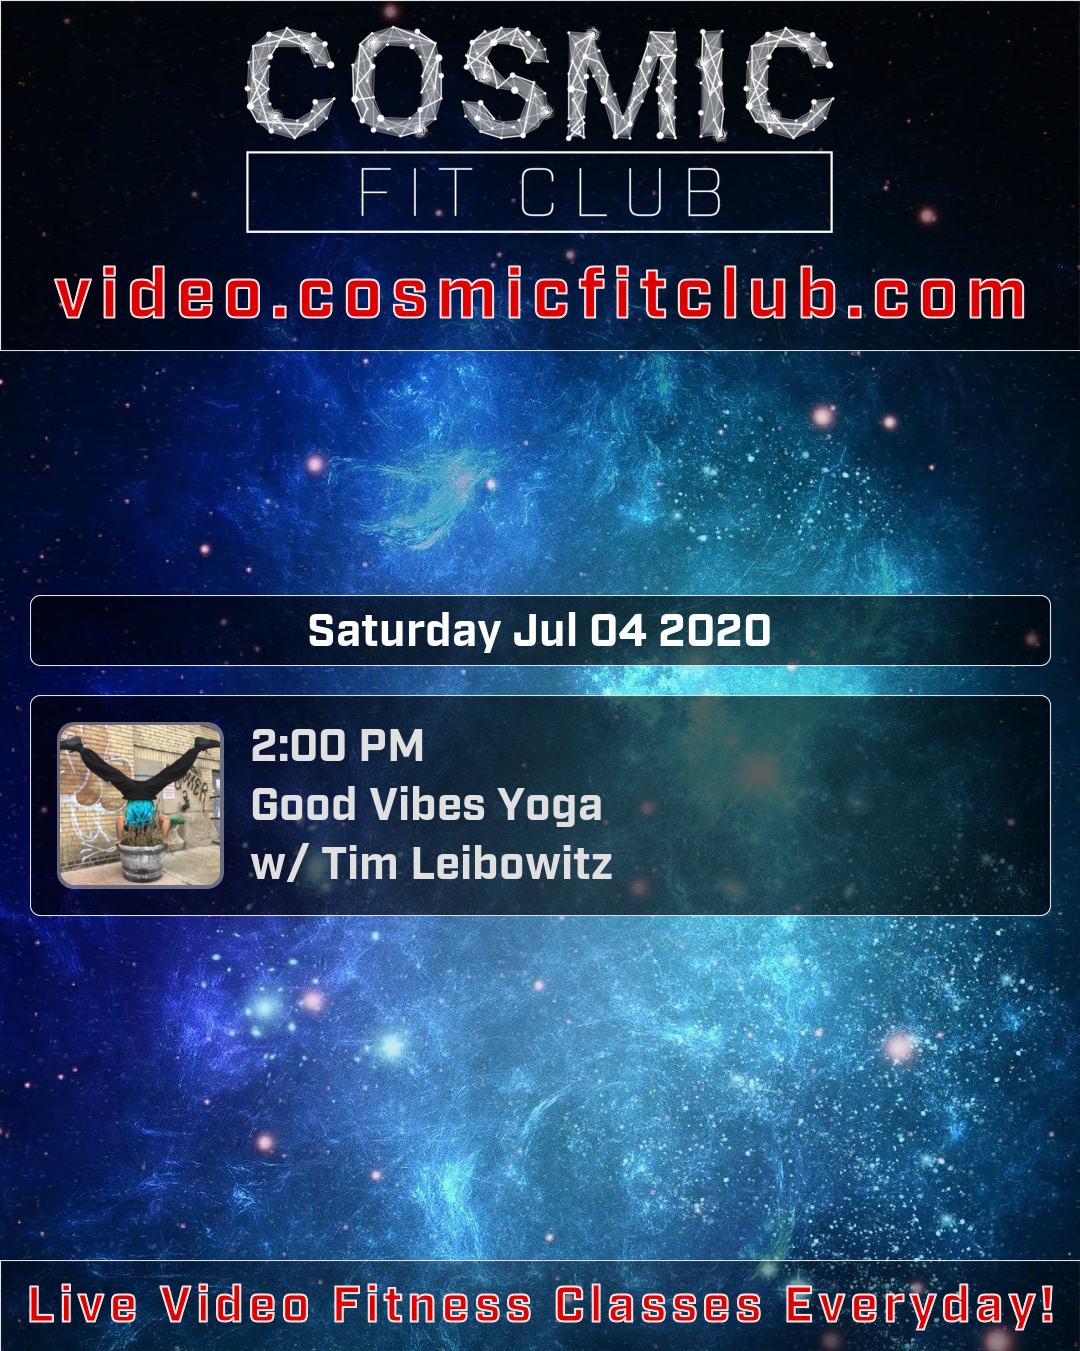 COSMIC
FIT CLUB
video.cosmicfitclub.com
Saturday Jul 04 2020
2:00 PM
Good Vibes Yoga
w/ Tim Leibowitz
Live Video Fitness Classes Everyday!